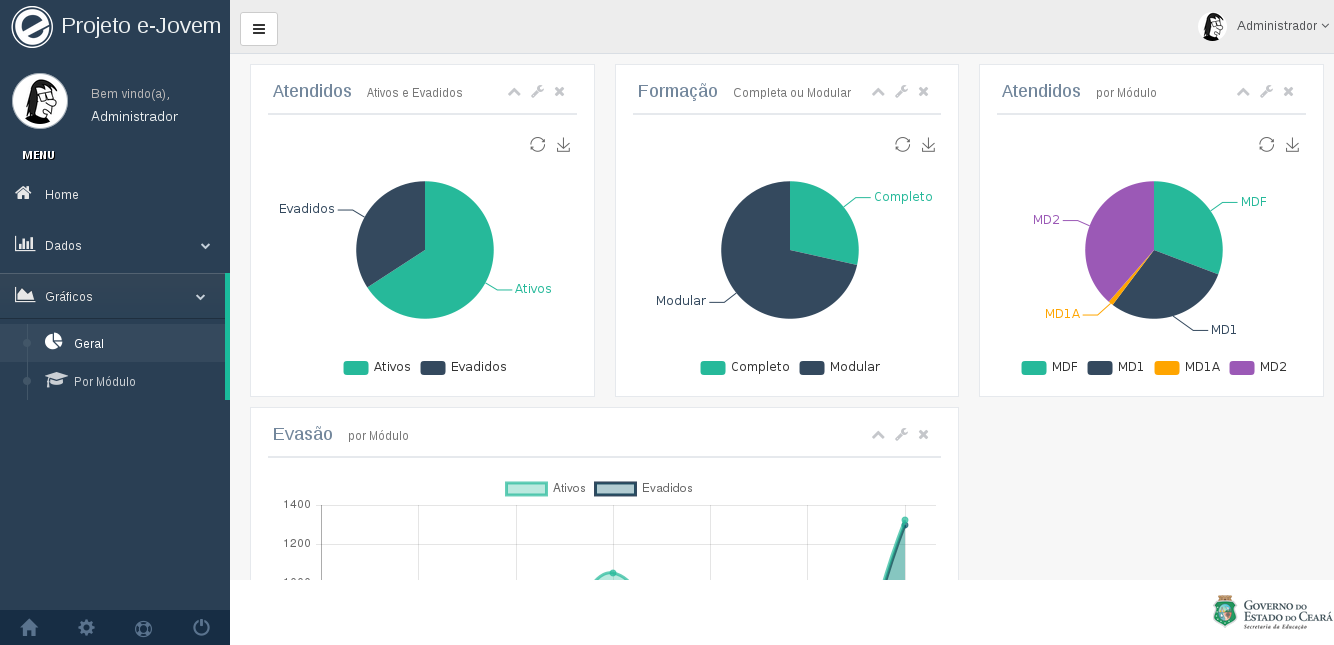 Projeto e-Jovem
Administrador
Bem vindo(a),
Administrador
MENU
Home
Dados
Gráficos
Geral
Por Módulo
Atendidos Ativos e Evadidos
Evadidos
Ativos
Ativos Evadidos
Formação Completa ou Modular
Completo
Modular
Completo Modular
Atendidos por Módulo
MDF
MD2
MD1A
MD1
MDF MD1 MD1A MD2
Evasão por Módulo
Ativos Evadidos
1400
1200
GOVERNO DO
ESTADO DO CEARÁ
Secretaria da Educação